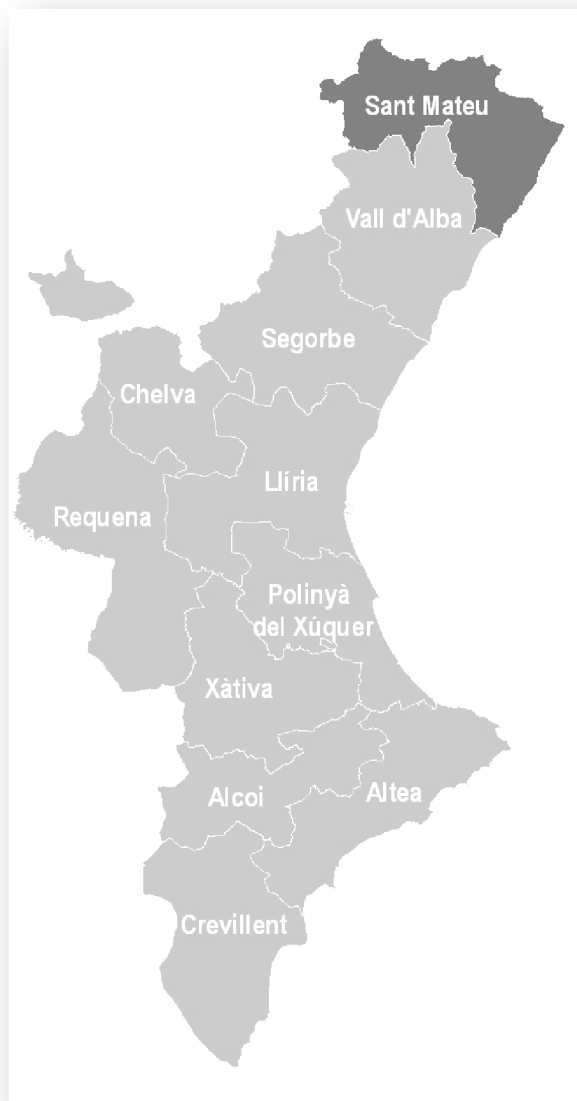 Sant Mateu
Vall d'Alba
Segorbe
Chelva
Llíria
Requena
Polinyà
del Xúquer
Xàtiva
Alcoi
Altea
Crevillent